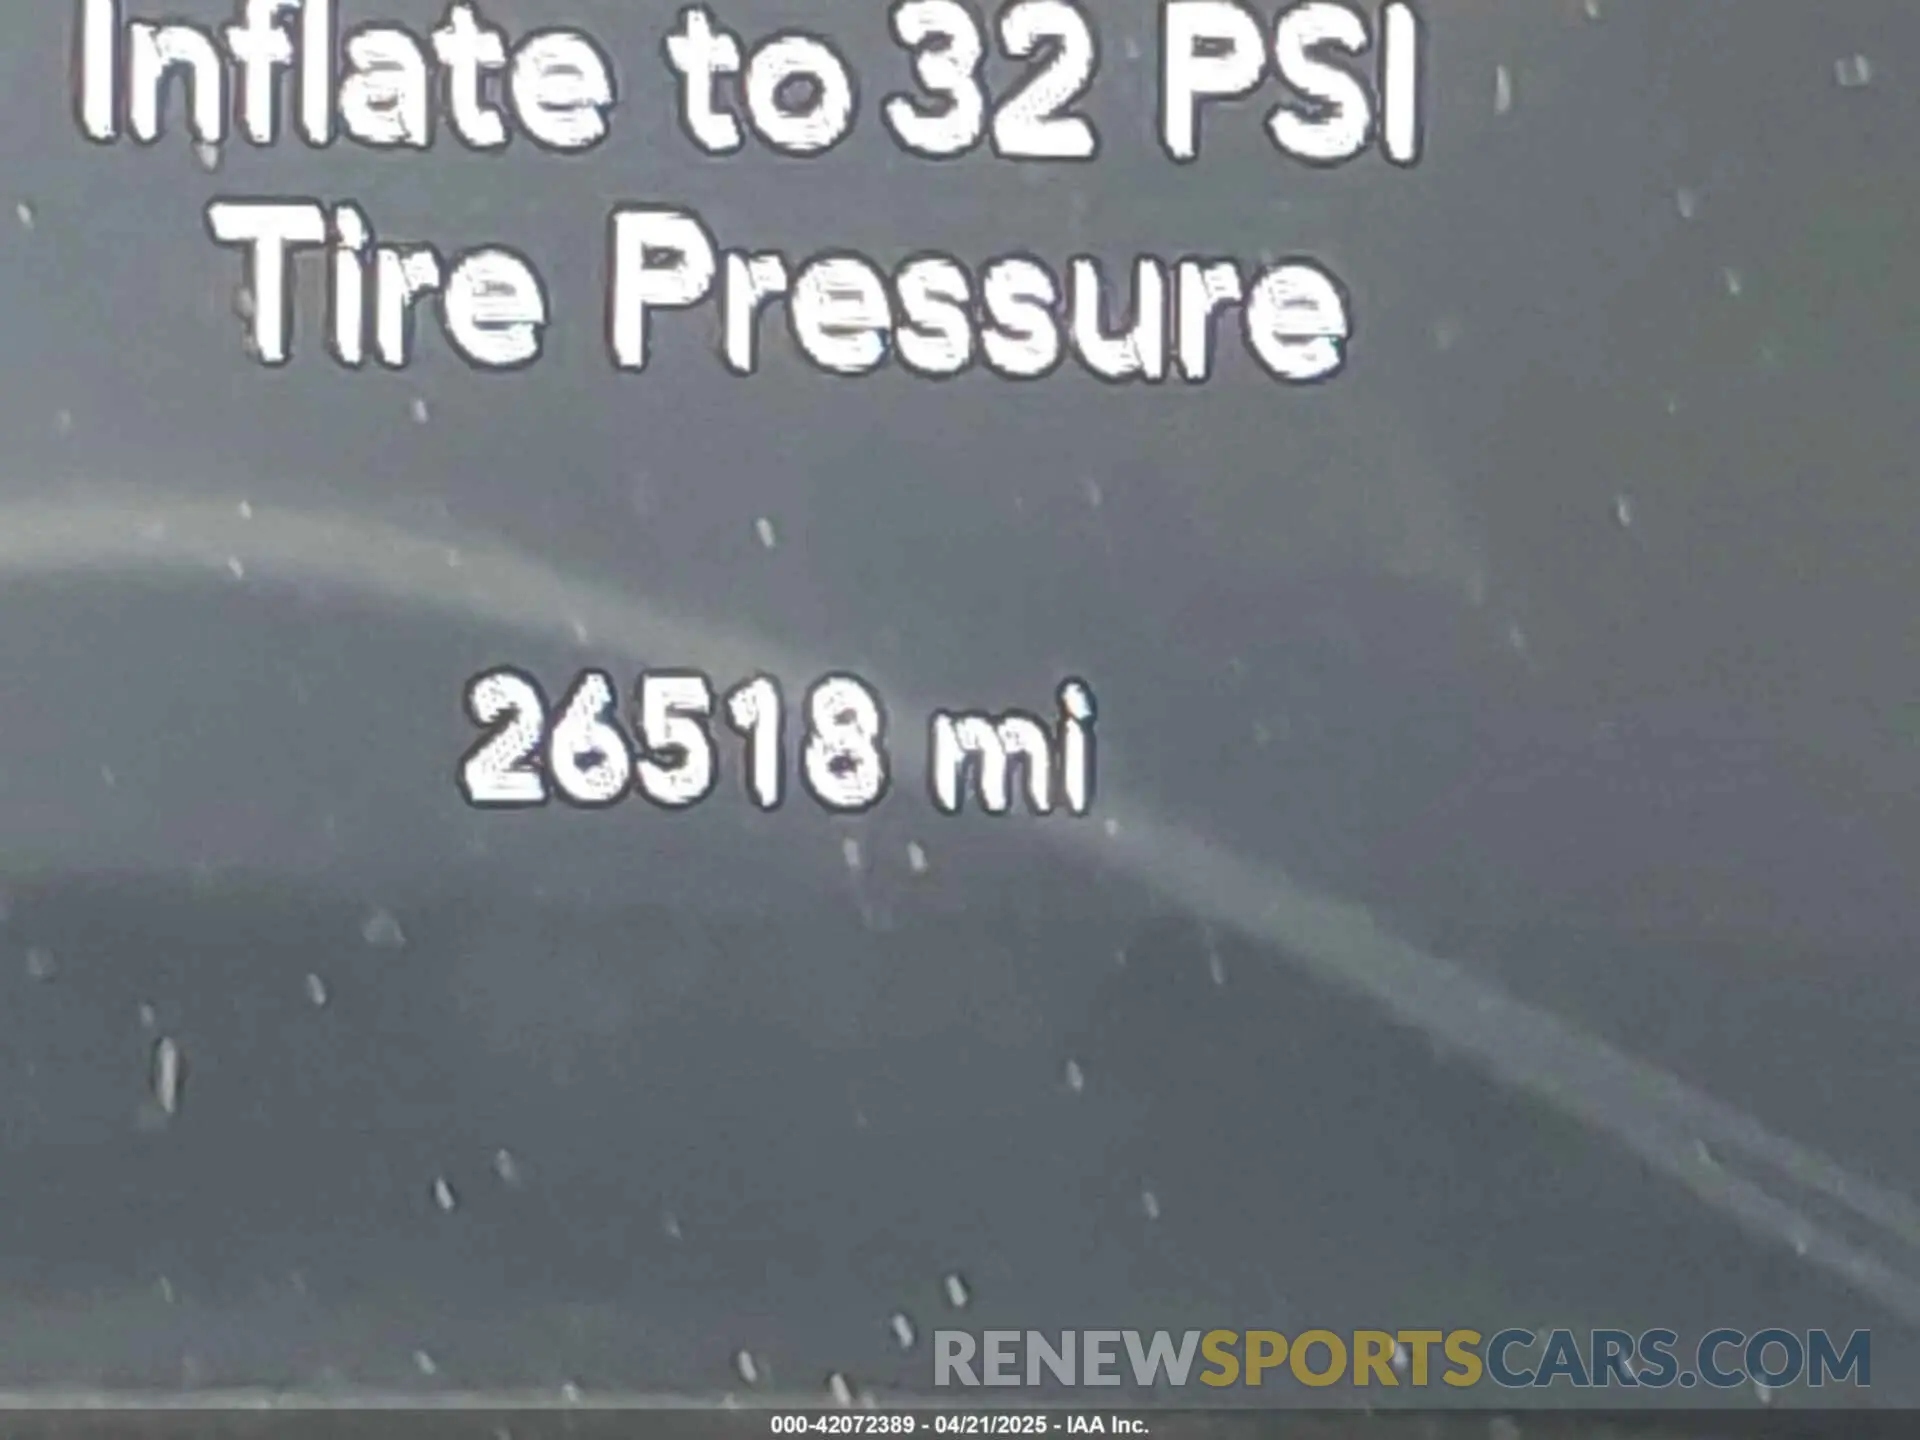 Inflate to 32 PSI
Tire Pressure
26518 mi
RENEWSPORTSCARS.COM
000-42072389 - 04/21/2025 - IAA Inc.